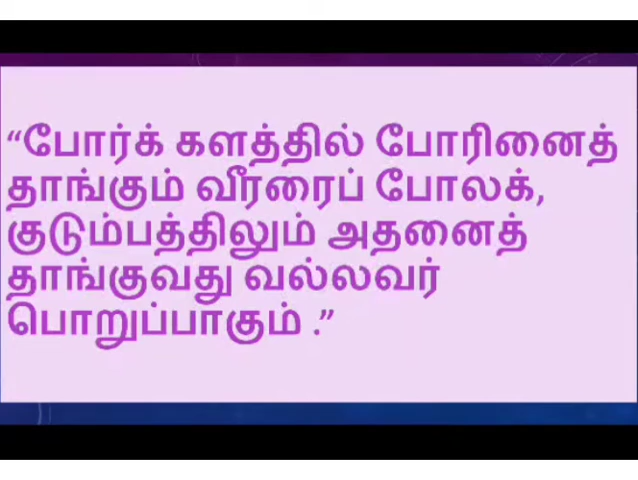 “போர்க் களத்தில் போரினைத்
தாங்கும் வீரரைப் போலக்,
குடும்பத்திலும் அதனைத்
தாங்குவது வல்லவர்
பொறுப்பாகும் .”